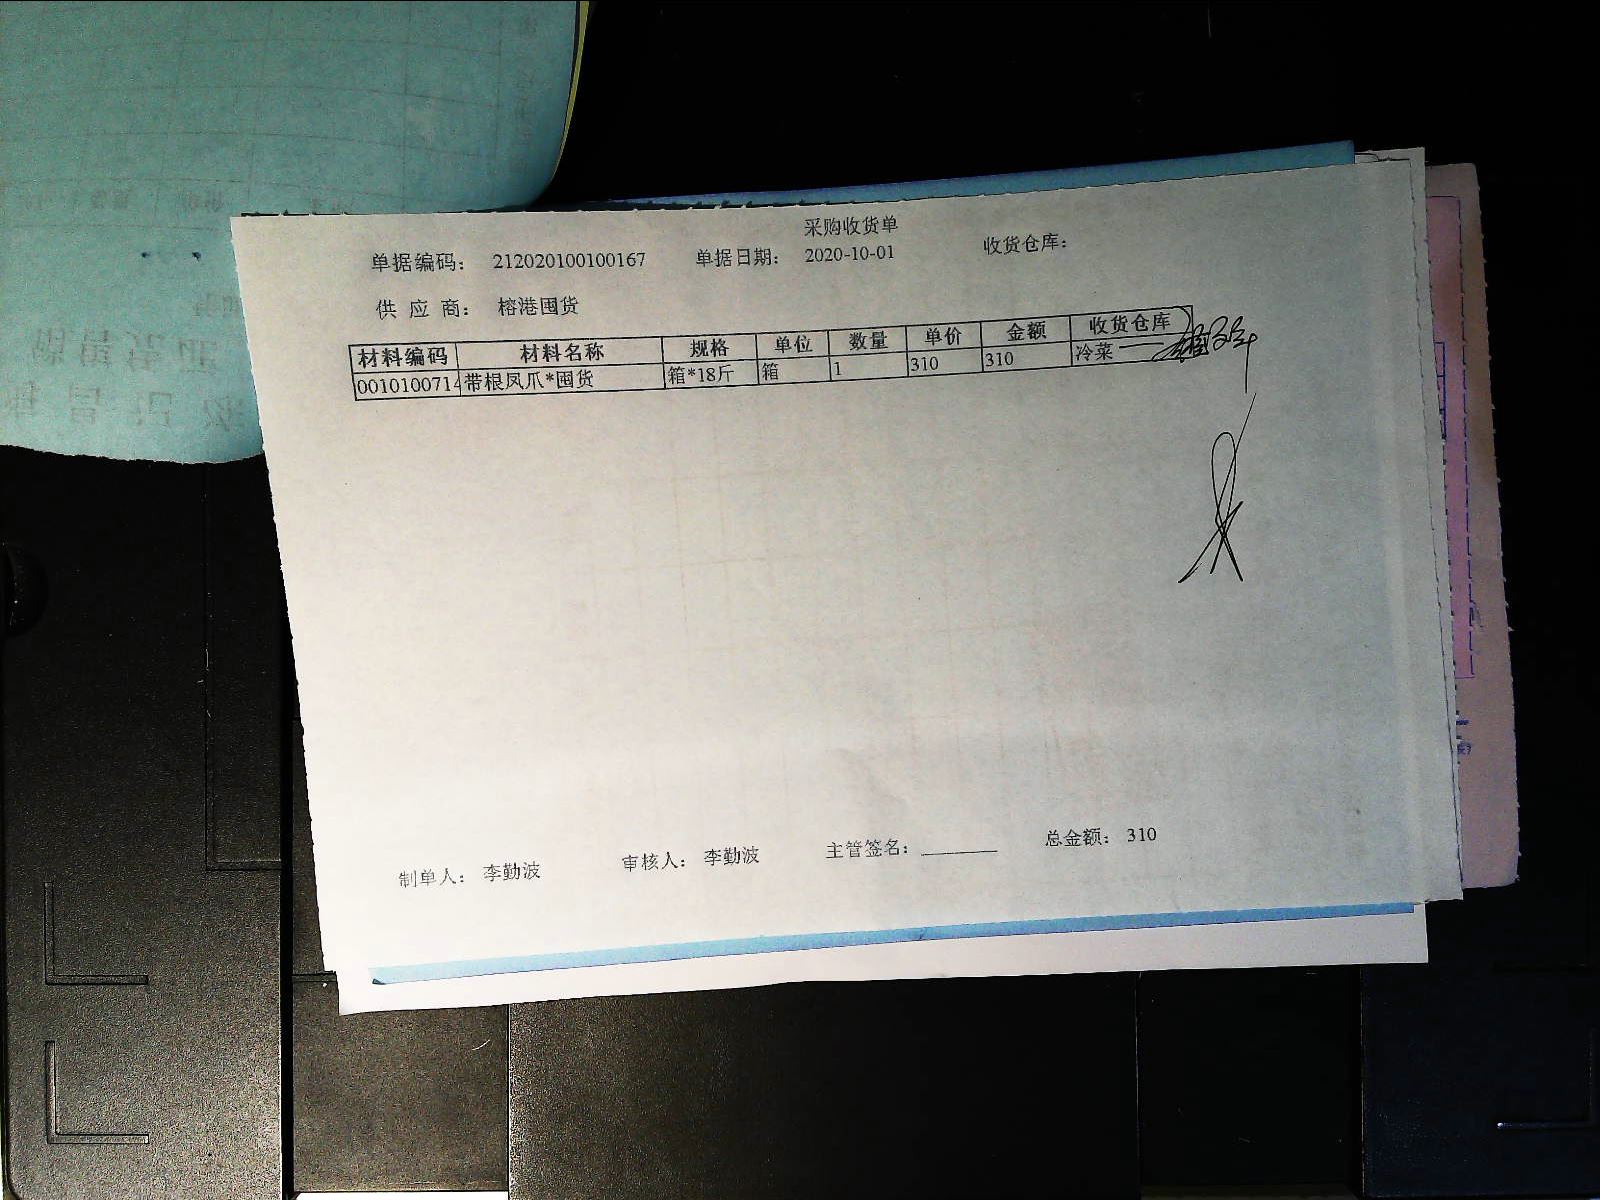 采购收货单
单据编码： 212020100100167 单据日期： 2020-10-01 收货仓库：
供 应 商： 榕港囤货
材料编码 材料名称 规格 单位 数量 单价 金额 收货仓库
0010100714 带根凤爪*囤货 箱*18斤 箱 1 310 310 冷菜
制单人： 李勤波 审核人： 李勤波 主管签名：________ 总金额： 310